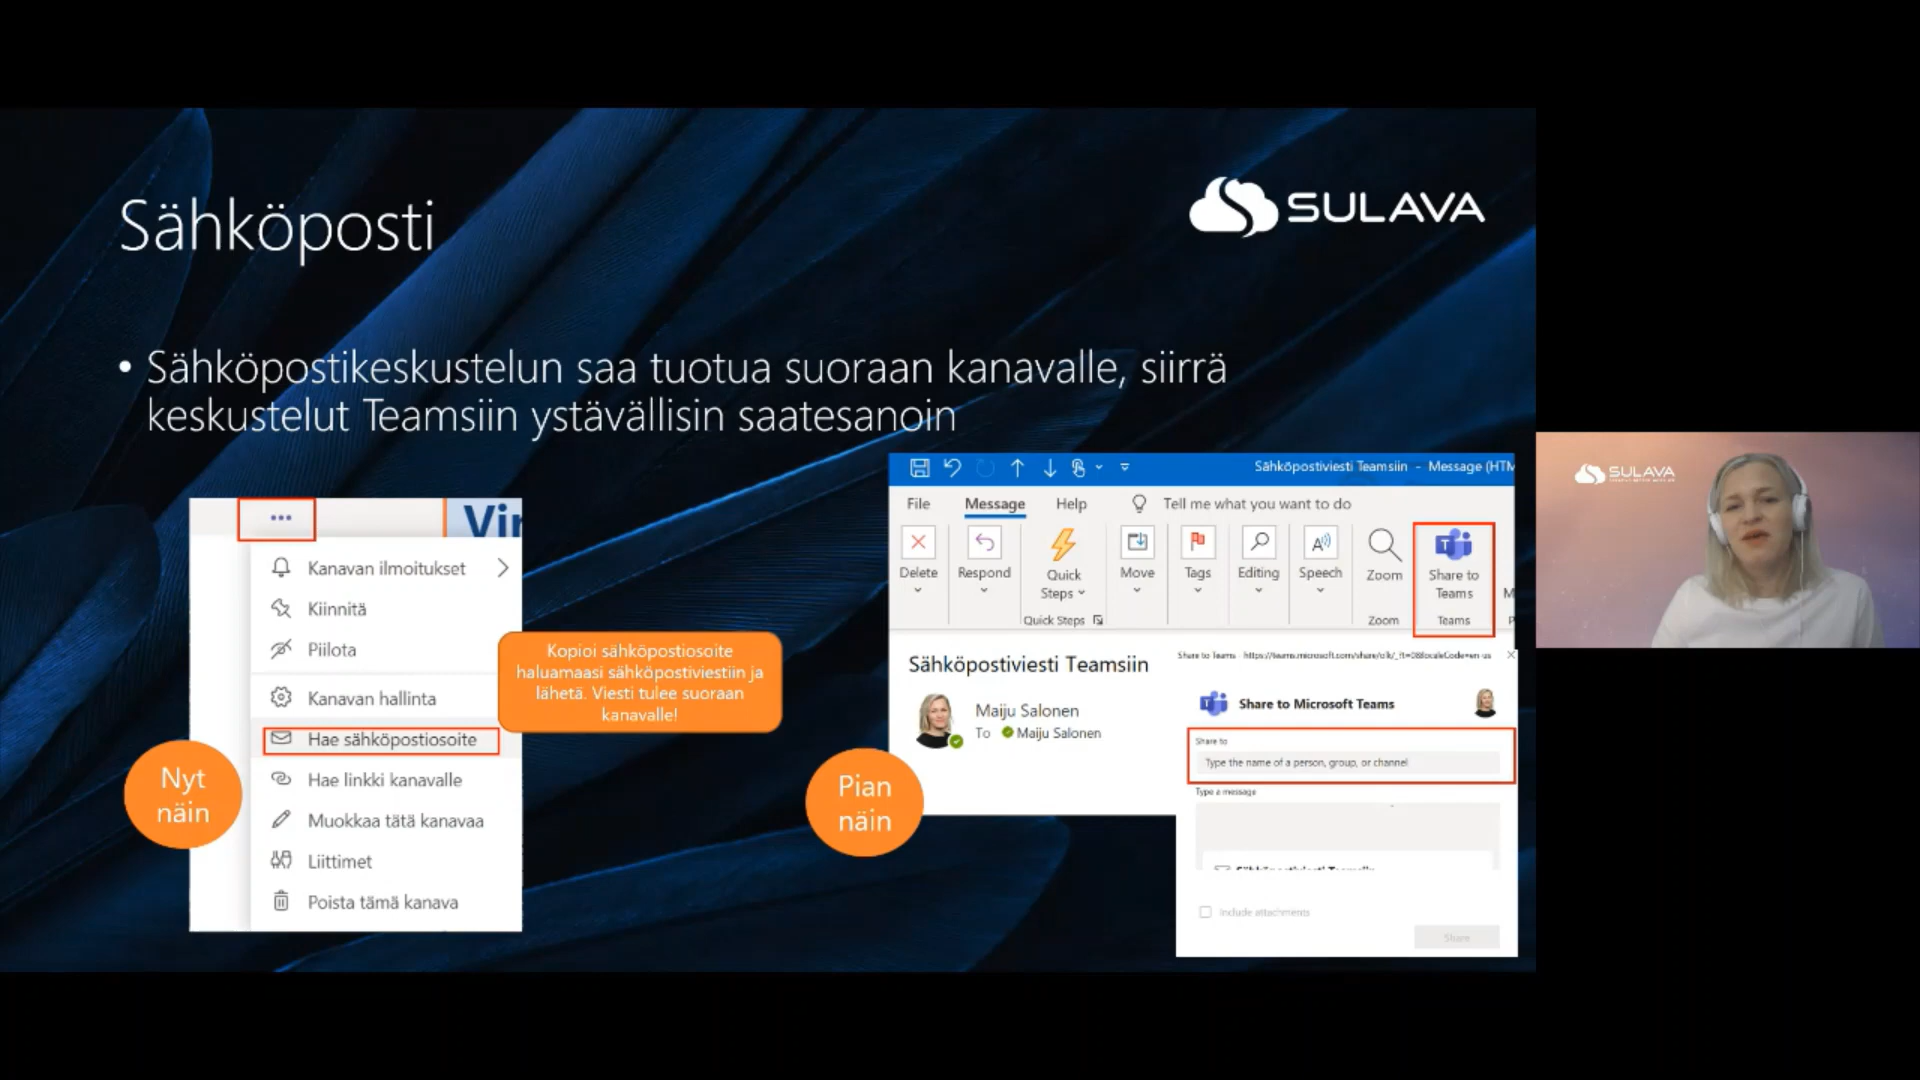 Sähköposti
SULAVA
• Sähköpostikeskustelun saa tuotua suoraan kanavalle, siirrä
keskustelut Teamsiin ystävällisin saatesanoin
Kanavan ilmoitukset
Kiinnitä
Piilota
Kanavan hallinta
Hae sähköpostiosoite
Hae linkki kanavalle
Muokkaa tätä kanavaa
Liittimet
Poista tämä kanava
Nyt
näin
Kopioi sähköpostiosoite
haluamaasi sähköpostiviestiin ja
lähetä. Viesti tulee suoraan
kanavalle!
Pian
näin
Sähköpostiviesti Teamsiin - Message (HTM
File Message Help Tell me what you want to do
Delete Respond Quick Steps Move Tags Editing Speech Zoom Share to Teams
Quick Steps Zoom Teams
Sähköpostiviesti Teamsiin
Maiju Salonen
To Maiju Salonen
Share to Microsoft Teams
Share to
Type the name of a person, group, or channel
Type a message
Include attachments
Share
SULAVA